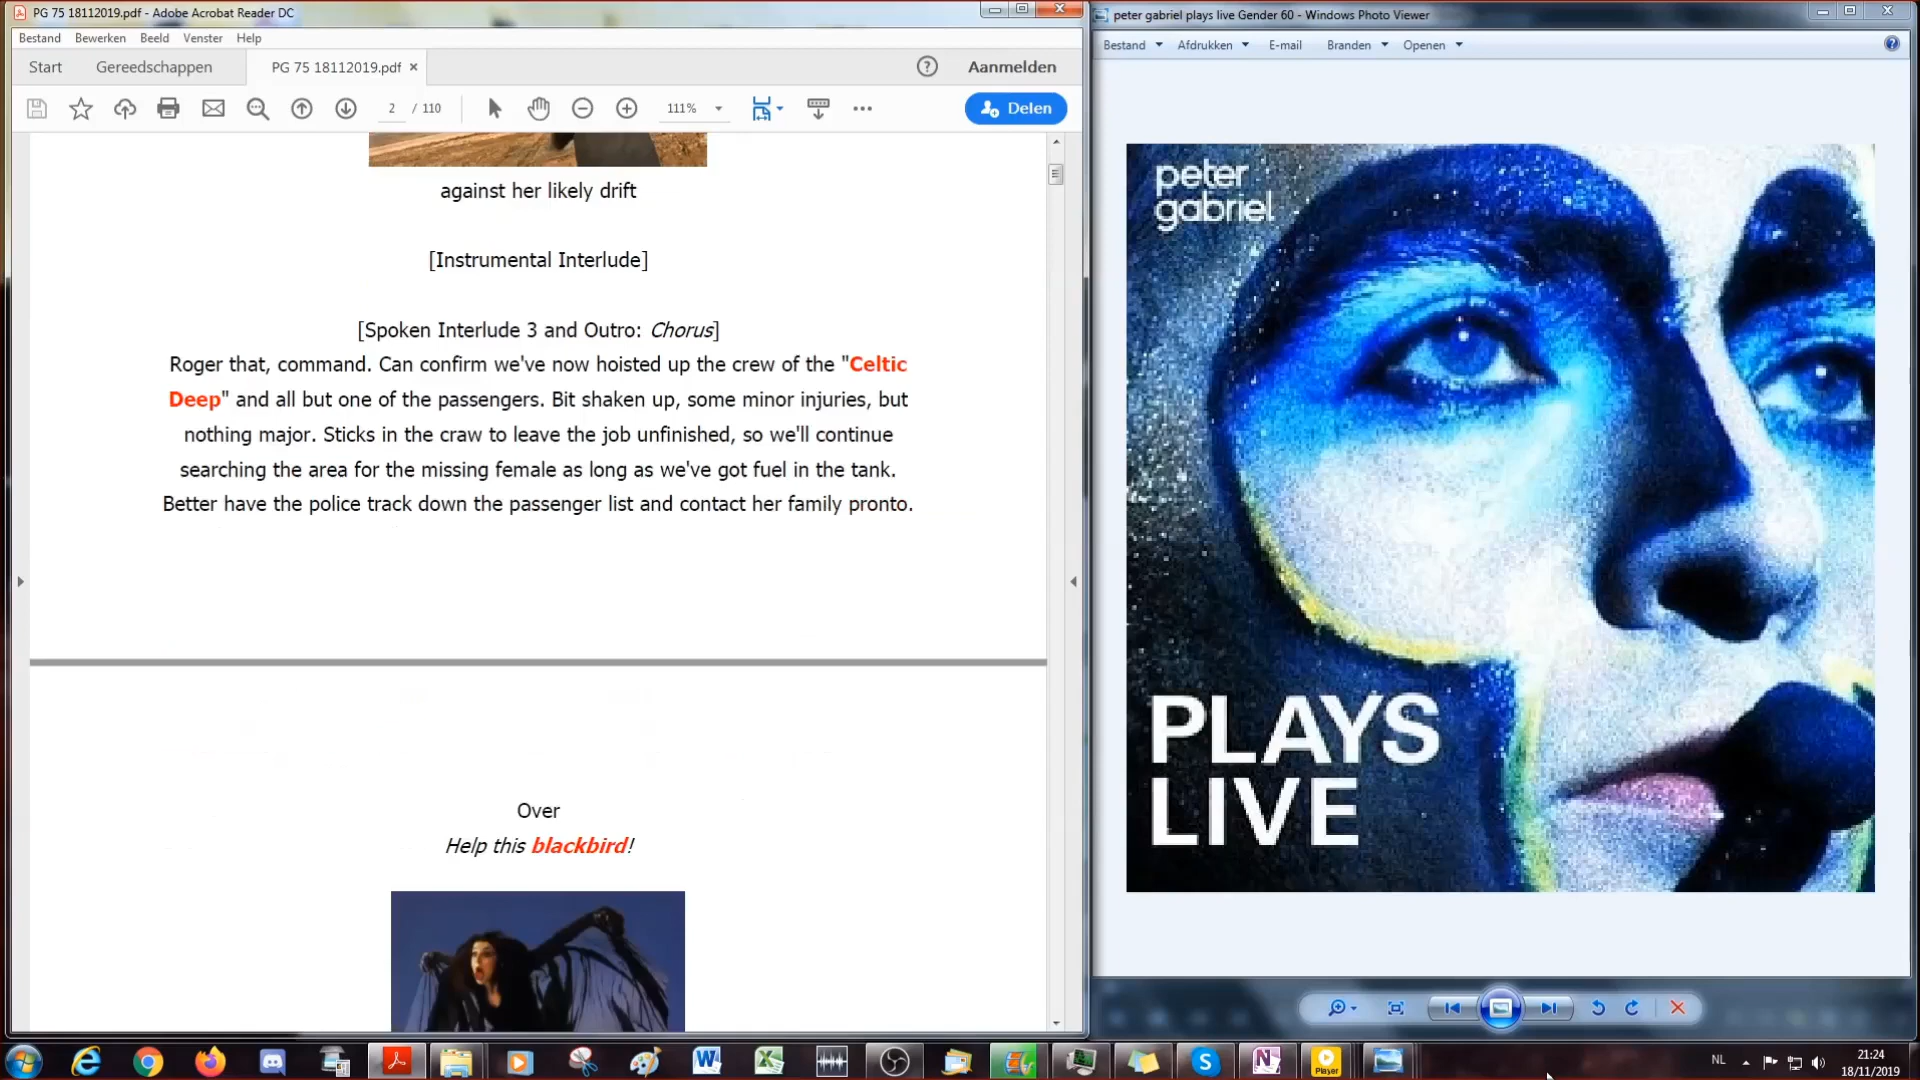 PG 75 18112019.pdf - Adobe Acrobat Reader DC
Bestand Bewerken Beeld Venster Help
Start Gereedschappen PG 75 18112019.pdf × Aanmelden
2 / 110 111% Delen
against her likely drift
[Instrumental Interlude]
[Spoken Interlude 3 and Outro: Chorus]
Roger that, command. Can confirm we've now hoisted up the crew of the "Celtic
Deep" and all but one of the passengers. Bit shaken up, some minor injuries, but
nothing major. Sticks in the craw to leave the job unfinished, so we'll continue
searching the area for the missing female as long as we've got fuel in the tank.
Better have the police track down the passenger list and contact her family pronto.
Over
Help this blackbird!
peter gabriel plays live Gender 60 - Windows Photo Viewer
Bestand Afdrukken E-mail Branden Openen
peter
gabriel
PLAYS
LIVE
Player
NL
21:24
18/11/2019